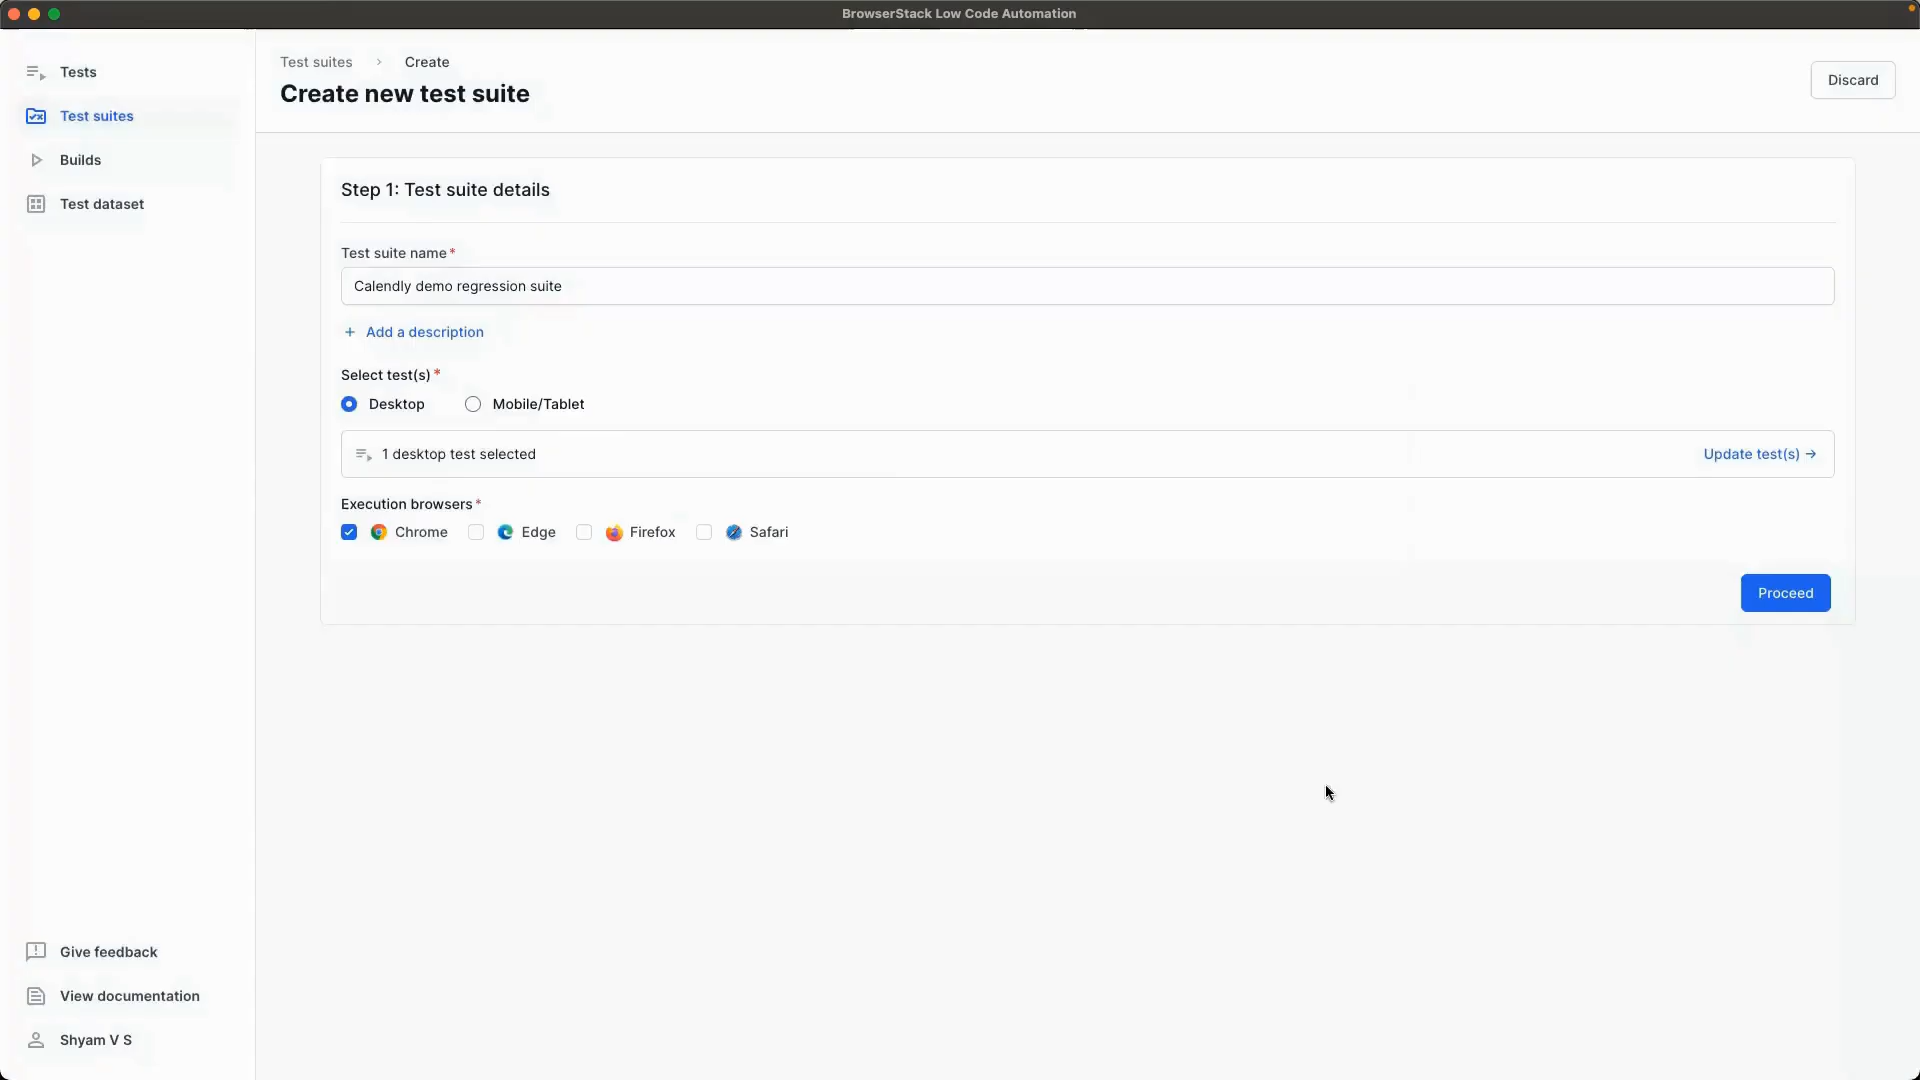 BrowserStack Low Code Automation
Tests
Test suites
Builds
Test dataset
Give feedback
View documentation
Shyam V S
Test suites > Create
Create new test suite
Discard
Step 1: Test suite details
Test suite name*
Calendly demo regression suite
+ Add a description
Select test(s)*
Desktop Mobile/Tablet
1 desktop test selected Update test(s) →
Execution browsers*
Chrome Edge Firefox Safari
Proceed